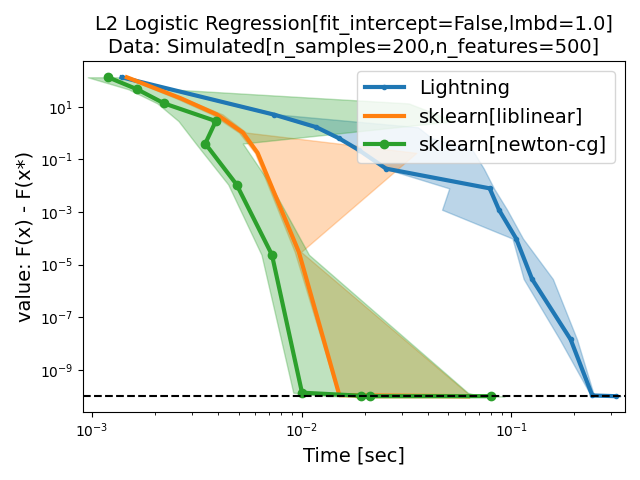 L2 Logistic Regression[fit_intercept=False,lmbd=1.0]
Data: Simulated[n_samples=200,n_features=500]
Lightning
sklearn[liblinear]
sklearn[newton-cg]
value: F(x) - F(x*)
10¹
10⁻¹
10⁻³
10⁻⁵
10⁻⁷
10⁻⁹
10⁻³
10⁻²
10⁻¹
Time [sec]